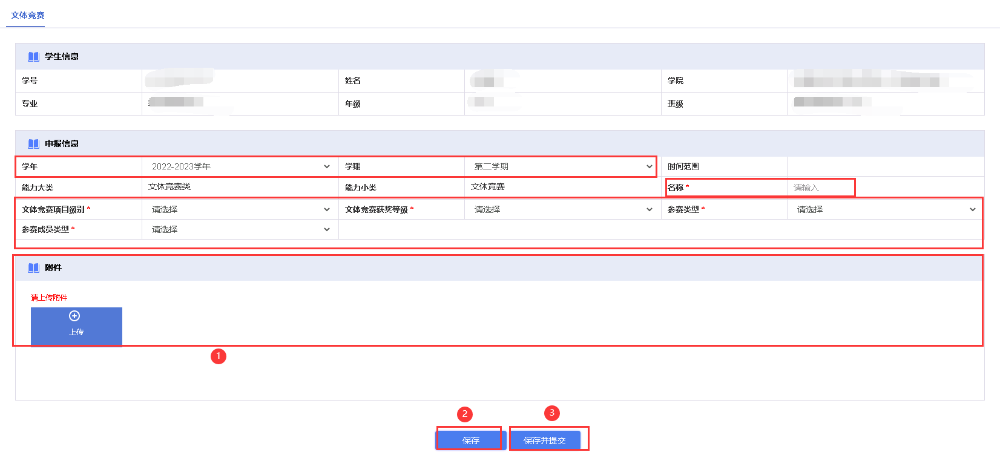 文体竞赛
学生信息
学号 姓名 学院
专业 年级 班级
申报信息
学年 2022-2023学年 学期 第二学期 时间范围
能力大类 文体竞赛类 能力小类 文体竞赛 名称 * 请输入
文体竞赛项目级别 * 请选择 文体竞赛获奖等级 * 请选择 参赛类型 * 请选择
参赛成员类型 * 请选择
附件
请上传附件
上传
1
2 3
保存 保存并提交